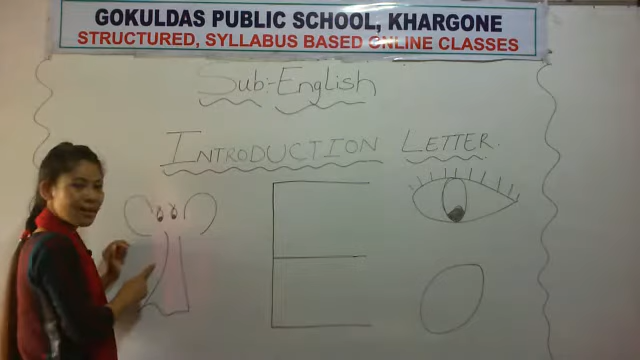 GOKULDAS PUBLIC SCHOOL, KHARGONE
STRUCTURED, SYLLABUS BASED ONLINE CLASSES
Sub:- English
INTRODUCTION LETTER.
E